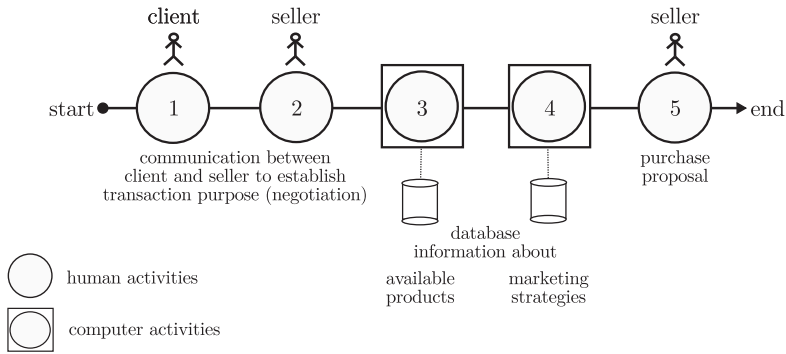 client
seller
seller
start
1
2
3
4
5
end
communication between
client and seller to establish
transaction purpose (negotiation)
purchase
proposal
database
information about
available
products
marketing
strategies
human activities
computer activities